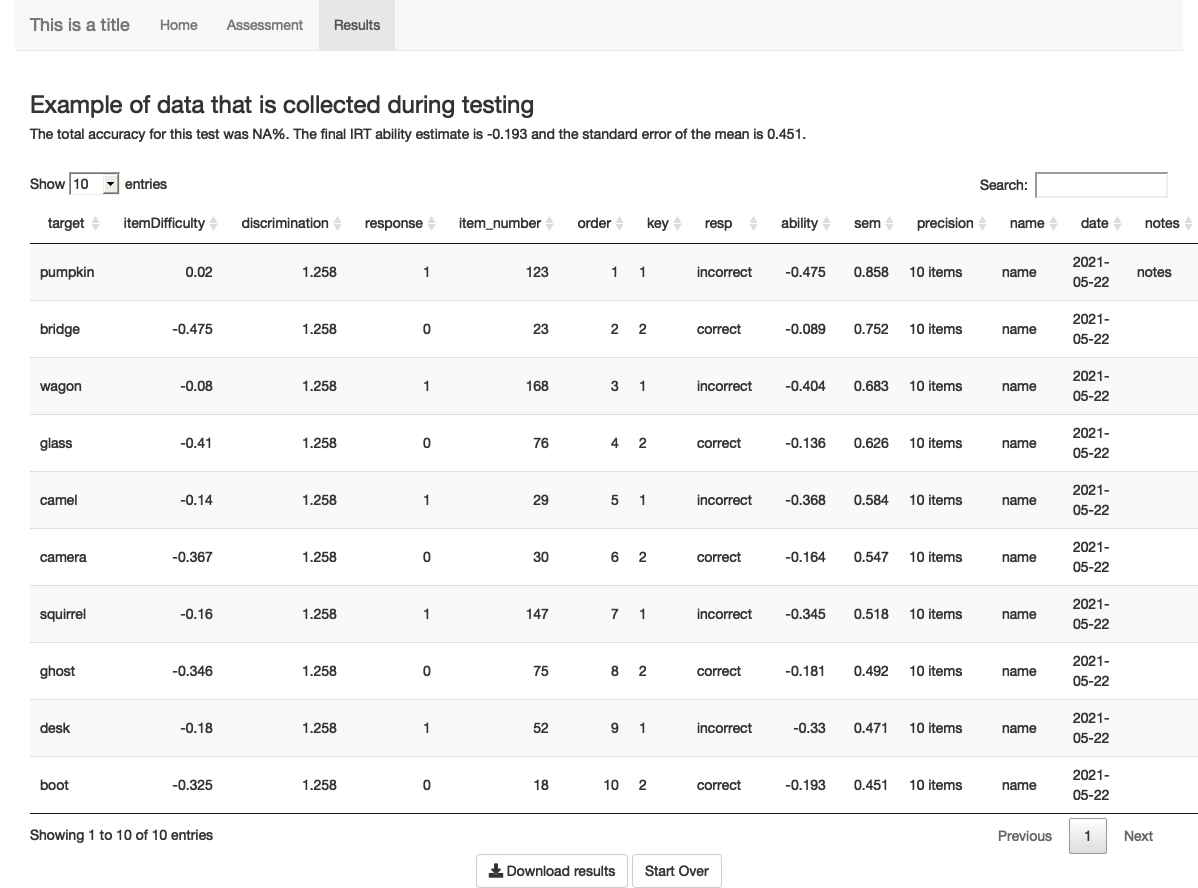 This is a title Home Assessment Results
Example of data that is collected during testing
The total accuracy for this test was NA%. The final IRT ability estimate is -0.193 and the standard error of the mean is 0.451.
Show 10 entries Search:
target itemDifficulty discrimination response item_number order key resp ability sem precision name date notes
pumpkin 0.02 1.258 1 123 1 1 incorrect -0.475 0.858 10 items name 2021-05-22 notes
bridge -0.475 1.258 0 23 2 2 correct -0.089 0.752 10 items name 2021-05-22
wagon -0.08 1.258 1 168 3 1 incorrect -0.404 0.683 10 items name 2021-05-22
glass -0.41 1.258 0 76 4 2 correct -0.136 0.626 10 items name 2021-05-22
camel -0.14 1.258 1 29 5 1 incorrect -0.368 0.584 10 items name 2021-05-22
camera -0.367 1.258 0 30 6 2 correct -0.164 0.547 10 items name 2021-05-22
squirrel -0.16 1.258 1 147 7 1 incorrect -0.345 0.518 10 items name 2021-05-22
ghost -0.346 1.258 0 75 8 2 correct -0.181 0.492 10 items name 2021-05-22
desk -0.18 1.258 1 52 9 1 incorrect -0.33 0.471 10 items name 2021-05-22
boot -0.325 1.258 0 18 10 2 correct -0.193 0.451 10 items name 2021-05-22
Showing 1 to 10 of 10 entries Previous 1 Next
Download results Start Over